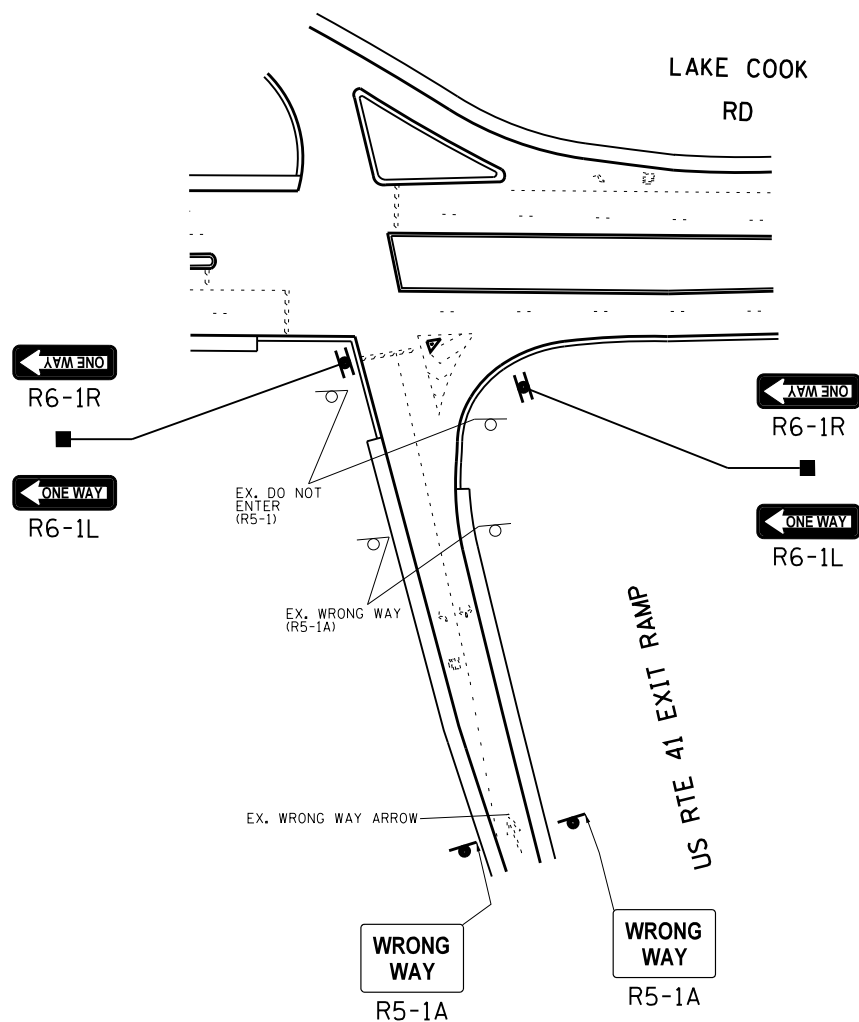 LAKE COOK
RD
ONE WAY
R6-1R
ONE WAY
R6-1L
ONE WAY
R6-1R
ONE WAY
R6-1L
EX. DO NOT
ENTER
(R5-1)
EX. WRONG WAY
(R5-1A)
US RTE 41 EXIT RAMP
EX. WRONG WAY ARROW
WRONG
WAY
R5-1A
WRONG
WAY
R5-1A